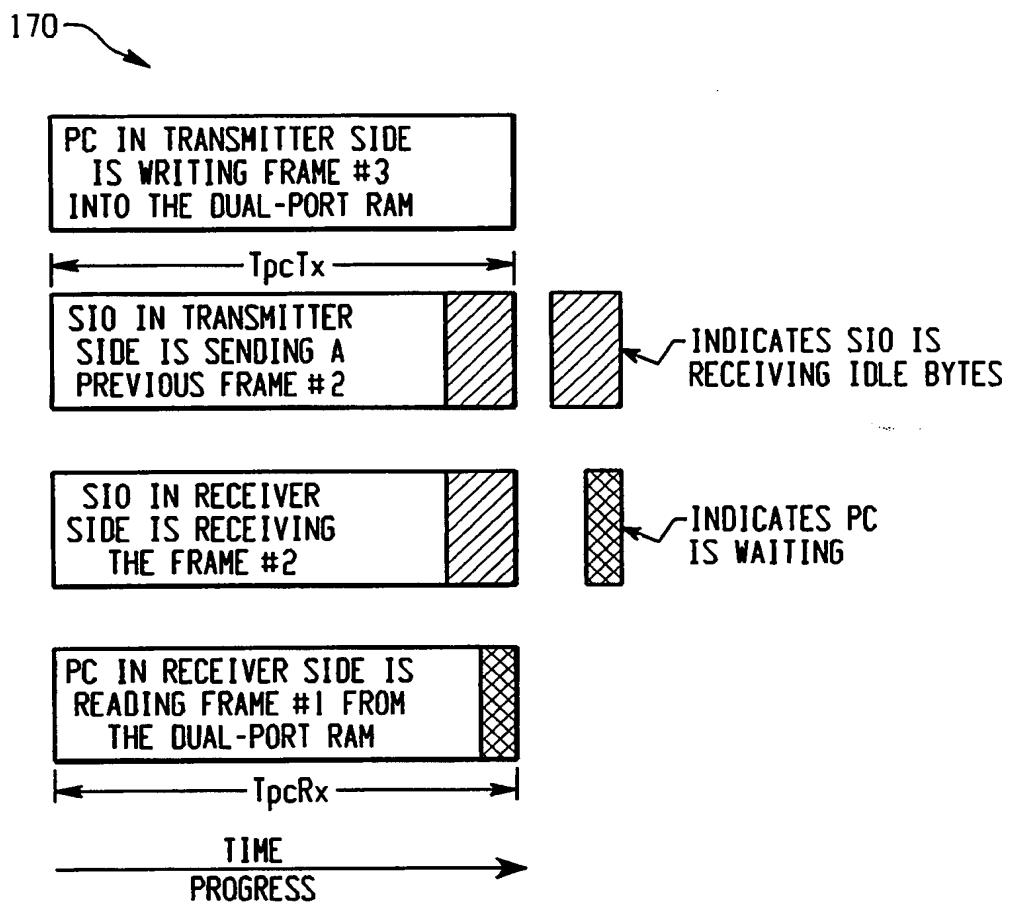 170
PC IN TRANSMITTER SIDE
IS WRITING FRAME #3
INTO THE DUAL-PORT RAM
TpcTx
SIO IN TRANSMITTER
SIDE IS SENDING A
PREVIOUS FRAME #2
INDICATES SIO IS
RECEIVING IDLE BYTES
SIO IN RECEIVER
SIDE IS RECEIVING
THE FRAME #2
INDICATES PC
IS WAITING
PC IN RECEIVER SIDE IS
READING FRAME #1 FROM
THE DUAL-PORT RAM
TpcRx
TIME
PROGRESS